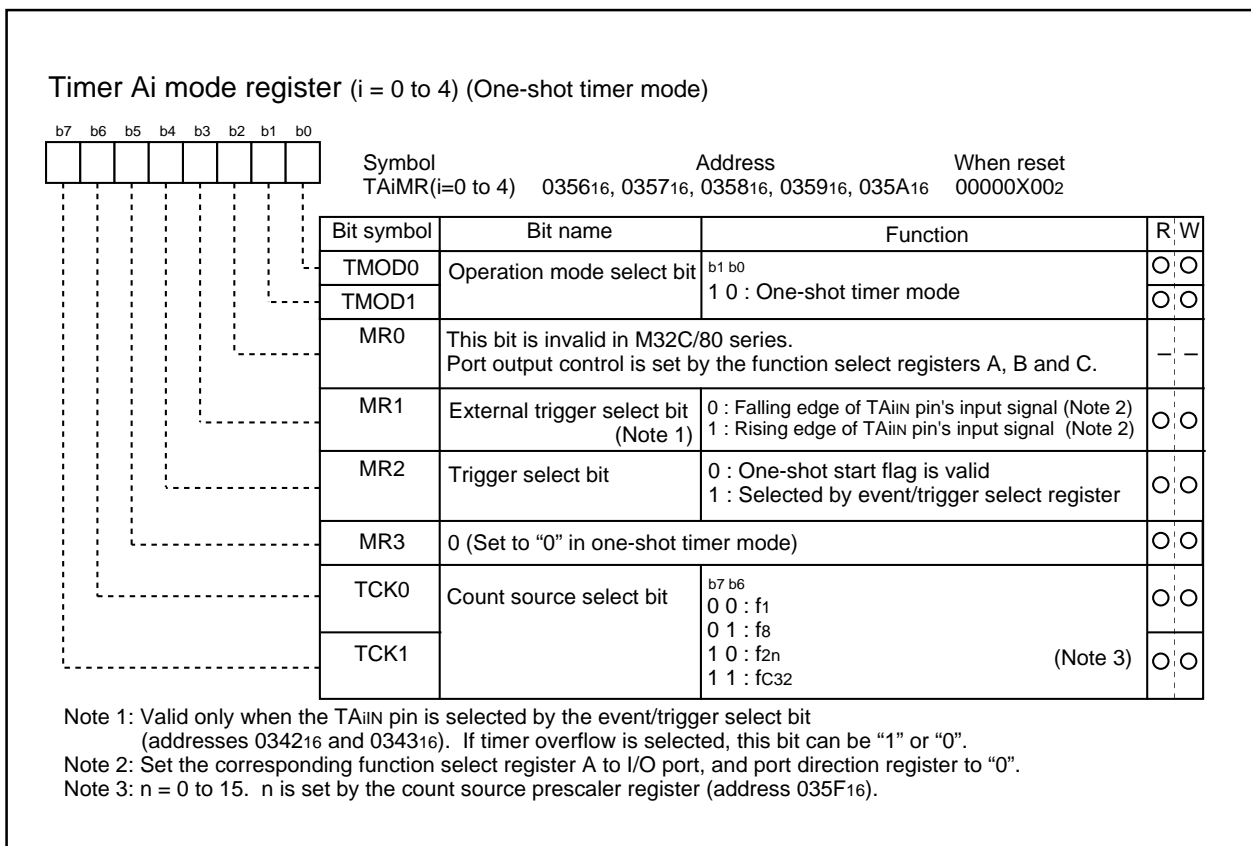 Timer Ai mode register (i = 0 to 4) (One-shot timer mode)
b7 b6 b5 b4 b3 b2 b1 b0
Symbol Address When reset
TAiMR(i=0 to 4) 035616, 035716, 035816, 035916, 035A16 00000X002
Bit symbol Bit name Function R W
TMOD0 Operation mode select bit b1 b0
1 0 : One-shot timer mode
TMOD1
MR0 This bit is invalid in M32C/80 series.
Port output control is set by the function select registers A, B and C. – –
MR1 External trigger select bit (Note 1)
0 : Falling edge of TAiIN pin's input signal (Note 2)
1 : Rising edge of TAiIN pin's input signal (Note 2)
MR2 Trigger select bit
0 : One-shot start flag is valid
1 : Selected by event/trigger select register
MR3 0 (Set to “0” in one-shot timer mode)
TCK0 Count source select bit b7 b6
0 0 : f1
0 1 : f8
TCK1 1 0 : f2n (Note 3)
1 1 : fC32
Note 1: Valid only when the TAiIN pin is selected by the event/trigger select bit
(addresses 034216 and 034316). If timer overflow is selected, this bit can be “1” or “0”.
Note 2: Set the corresponding function select register A to I/O port, and port direction register to “0”.
Note 3: n = 0 to 15. n is set by the count source prescaler register (address 035F16).